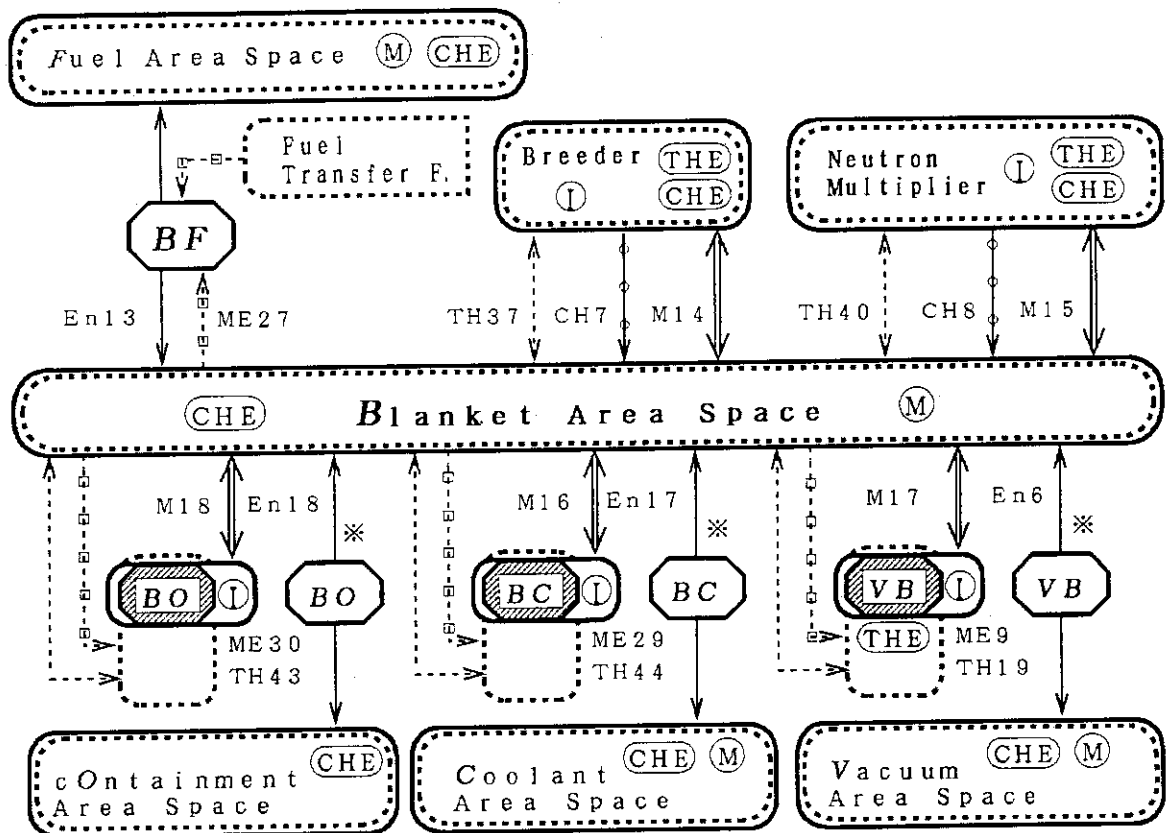 Fuel Area Space M CHE
Fuel
Transfer F.
Breeder THE
I CHE
Neutron THE
Multiplier I CHE
BF
En13 ME27 TH37 CH7 M14 TH40 CH8 M15
CHE Blanket Area Space M
M18 En18 M16 En17 M17 En6
※ ※ ※
BO I BO BC I BC VB I VB
ME30 ME29 THE ME9
TH43 TH44 TH19
cOntainment CHE
Area Space
Coolant CHE M
Area Space
Vacuum CHE M
Area Space